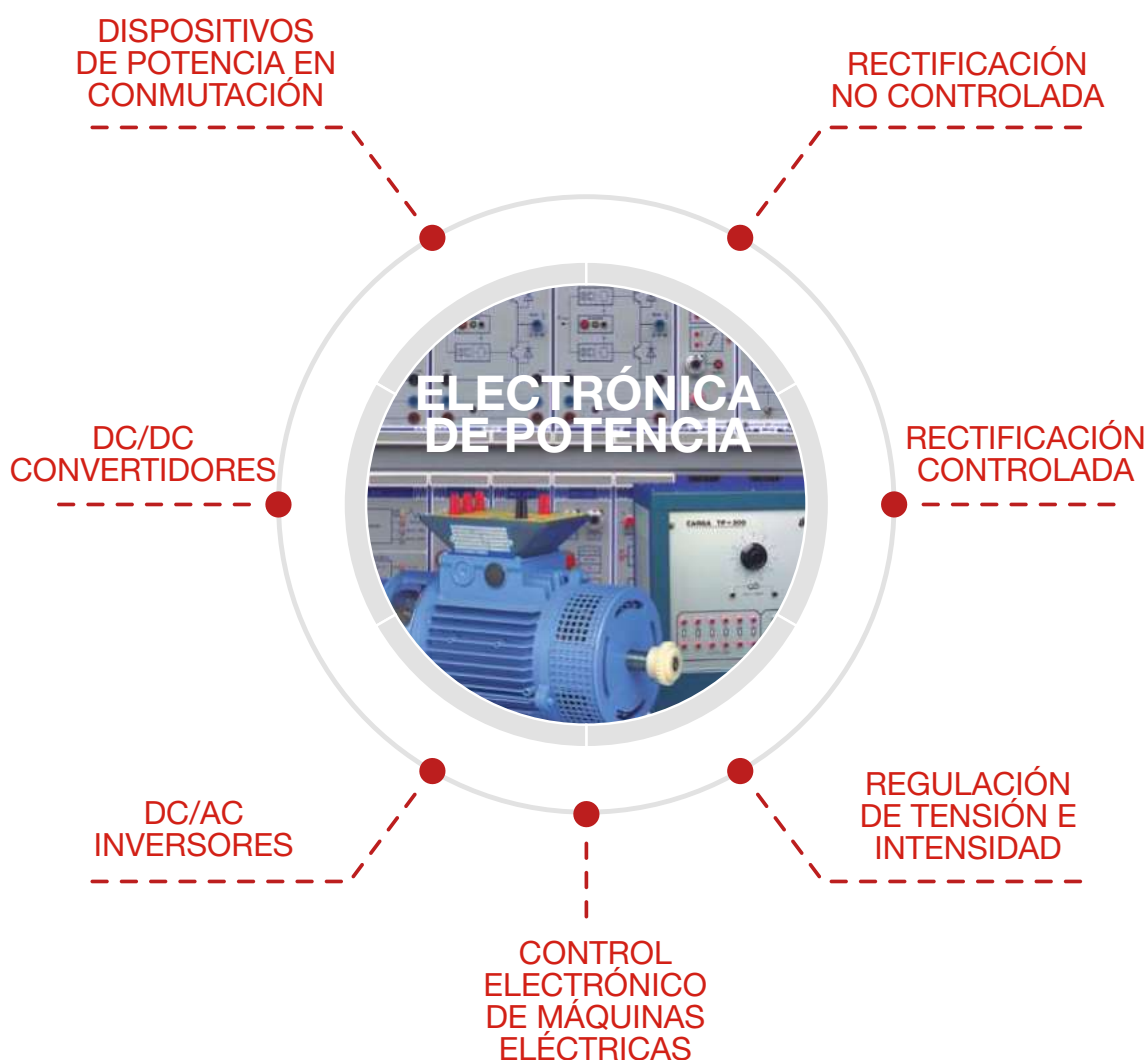 DISPOSITIVOS
DE POTENCIA EN
CONMUTACIÓN
RECTIFICACIÓN
NO CONTROLADA
ELECTRÓNICA
DE POTENCIA
DC/DC
CONVERTIDORES
RECTIFICACIÓN
CONTROLADA
CARGA TP-300
DC/AC
INVERSORES
REGULACIÓN
DE TENSIÓN E
INTENSIDAD
CONTROL
ELECTRÓNICO
DE MÁQUINAS
ELÉCTRICAS